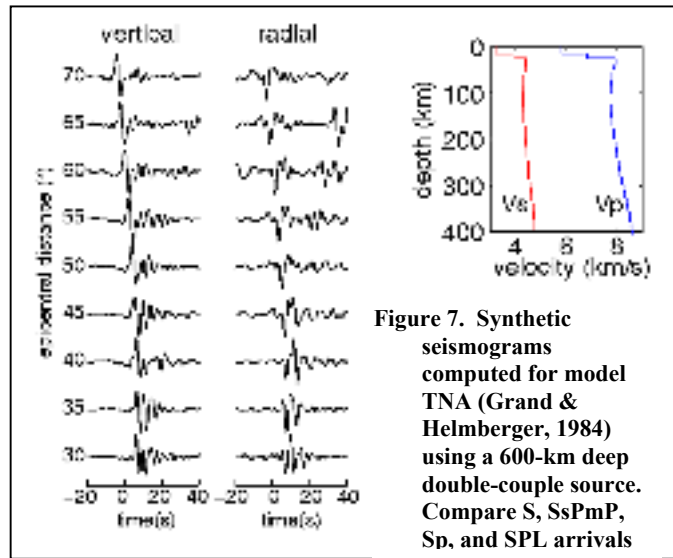 vertical radial
70
65
60
55
50
45
40
35
30
epicentral distance (°)
-20 0 20 40
time(s)
-20 0 20 40
time(s)
0
100
200
300
400
depth (km)
Vs Vp
4 6 8
velocity (km/s)
Figure 7. Synthetic
seismograms
computed for model
TNA (Grand &
Helmberger, 1984)
using a 600-km deep
double-couple source.
Compare S, SsPmP,
Sp, and SPL arrivals